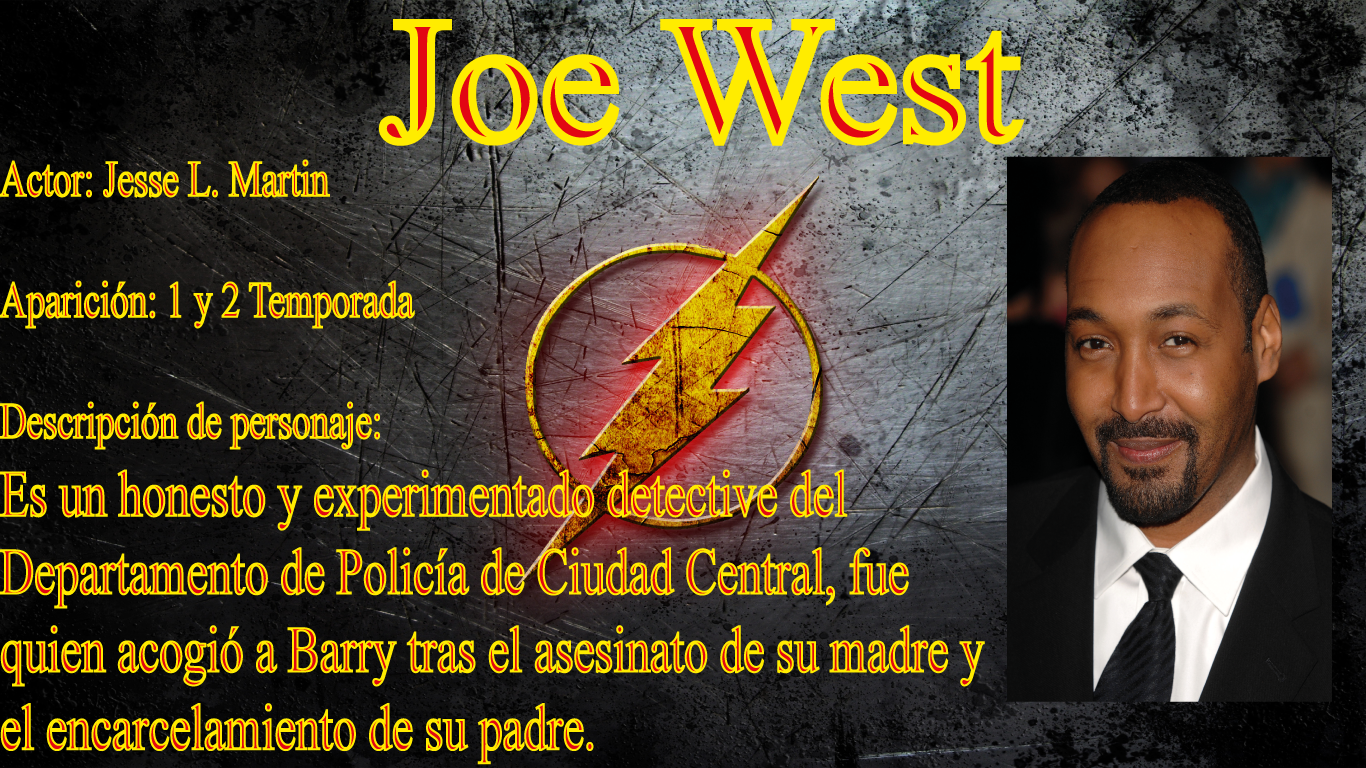 Joe West
Actor: Jesse L. Martin
Aparición: 1 y 2 Temporada
Descripción de personaje:
Es un honesto y experimentado detective del
Departamento de Policía de Ciudad Central, fue
quien acogió a Barry tras el asesinato de su madre y
el encarcelamiento de su padre.